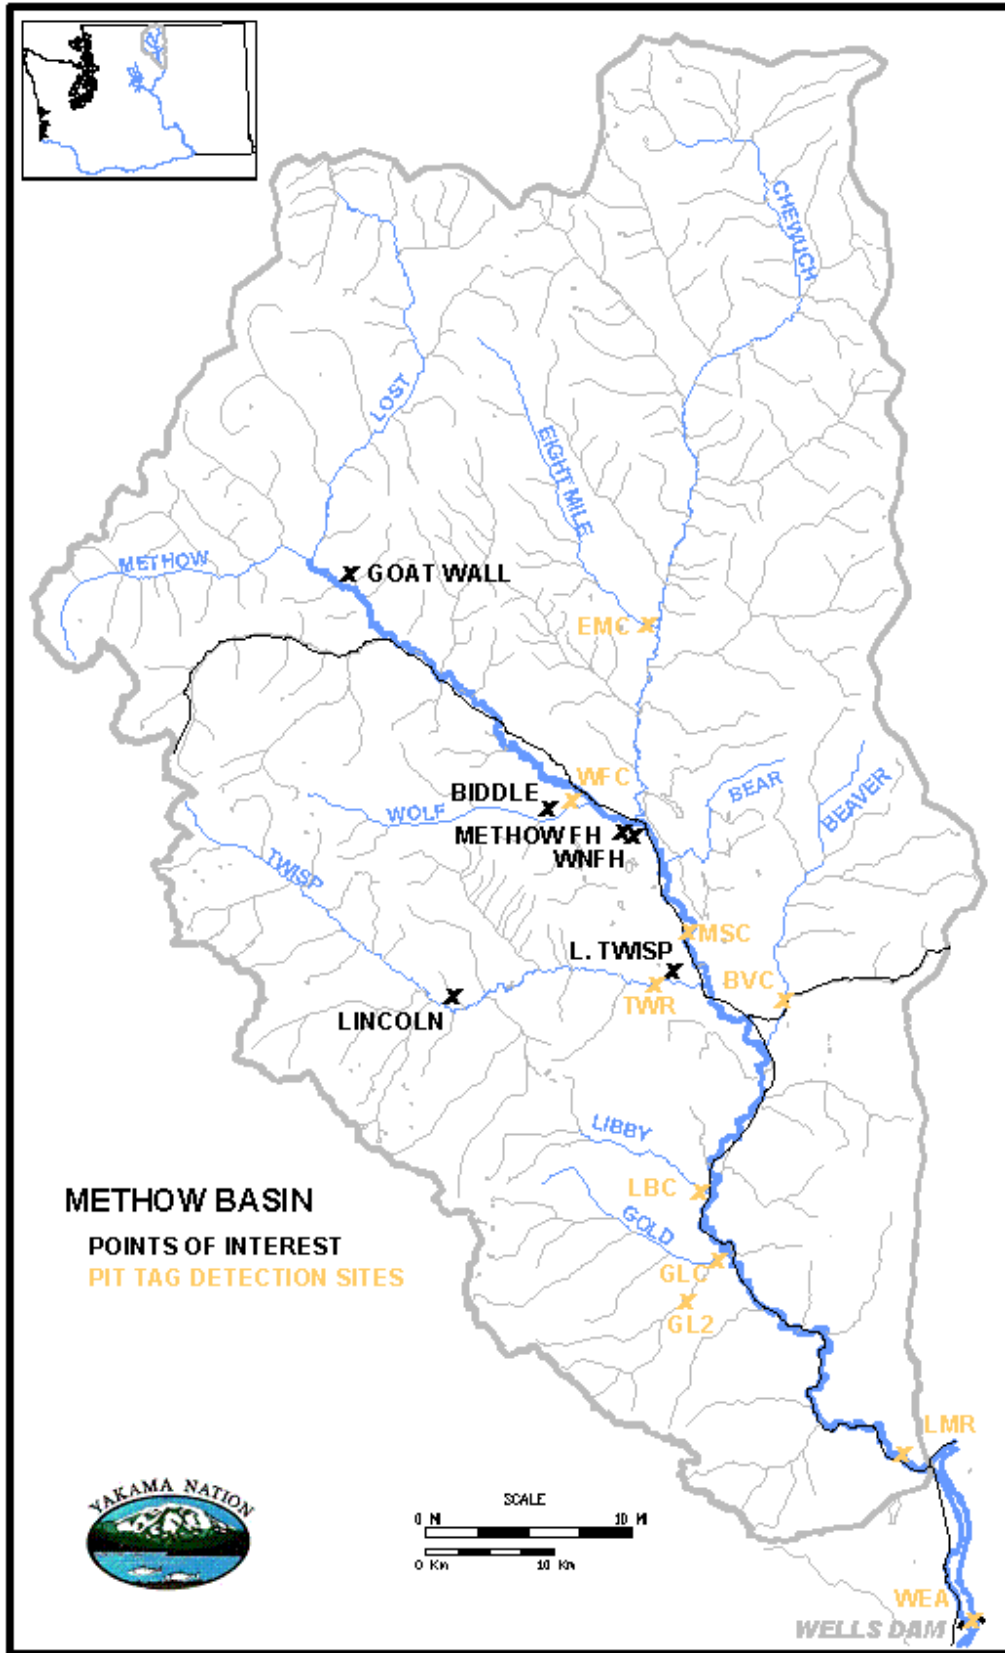 CHEWUCH
LOST
EIGHT MILE
METHOW
GOAT WALL
EMC
WFC
BIDDLE
WOLF
BEAR
BEAVER
METHOW FH
WNFH
TWISP
MSC
L. TWISP
BVC
TWR
LINCOLN
LIBBY
LBC
GOLD
GLC
GL2
METHOW BASIN
POINTS OF INTEREST
PIT TAG DETECTION SITES
LMR
YAKAMA NATION
SCALE
0 MI 10 MI
0 Km 10 Km
WEA
WELLS DAM